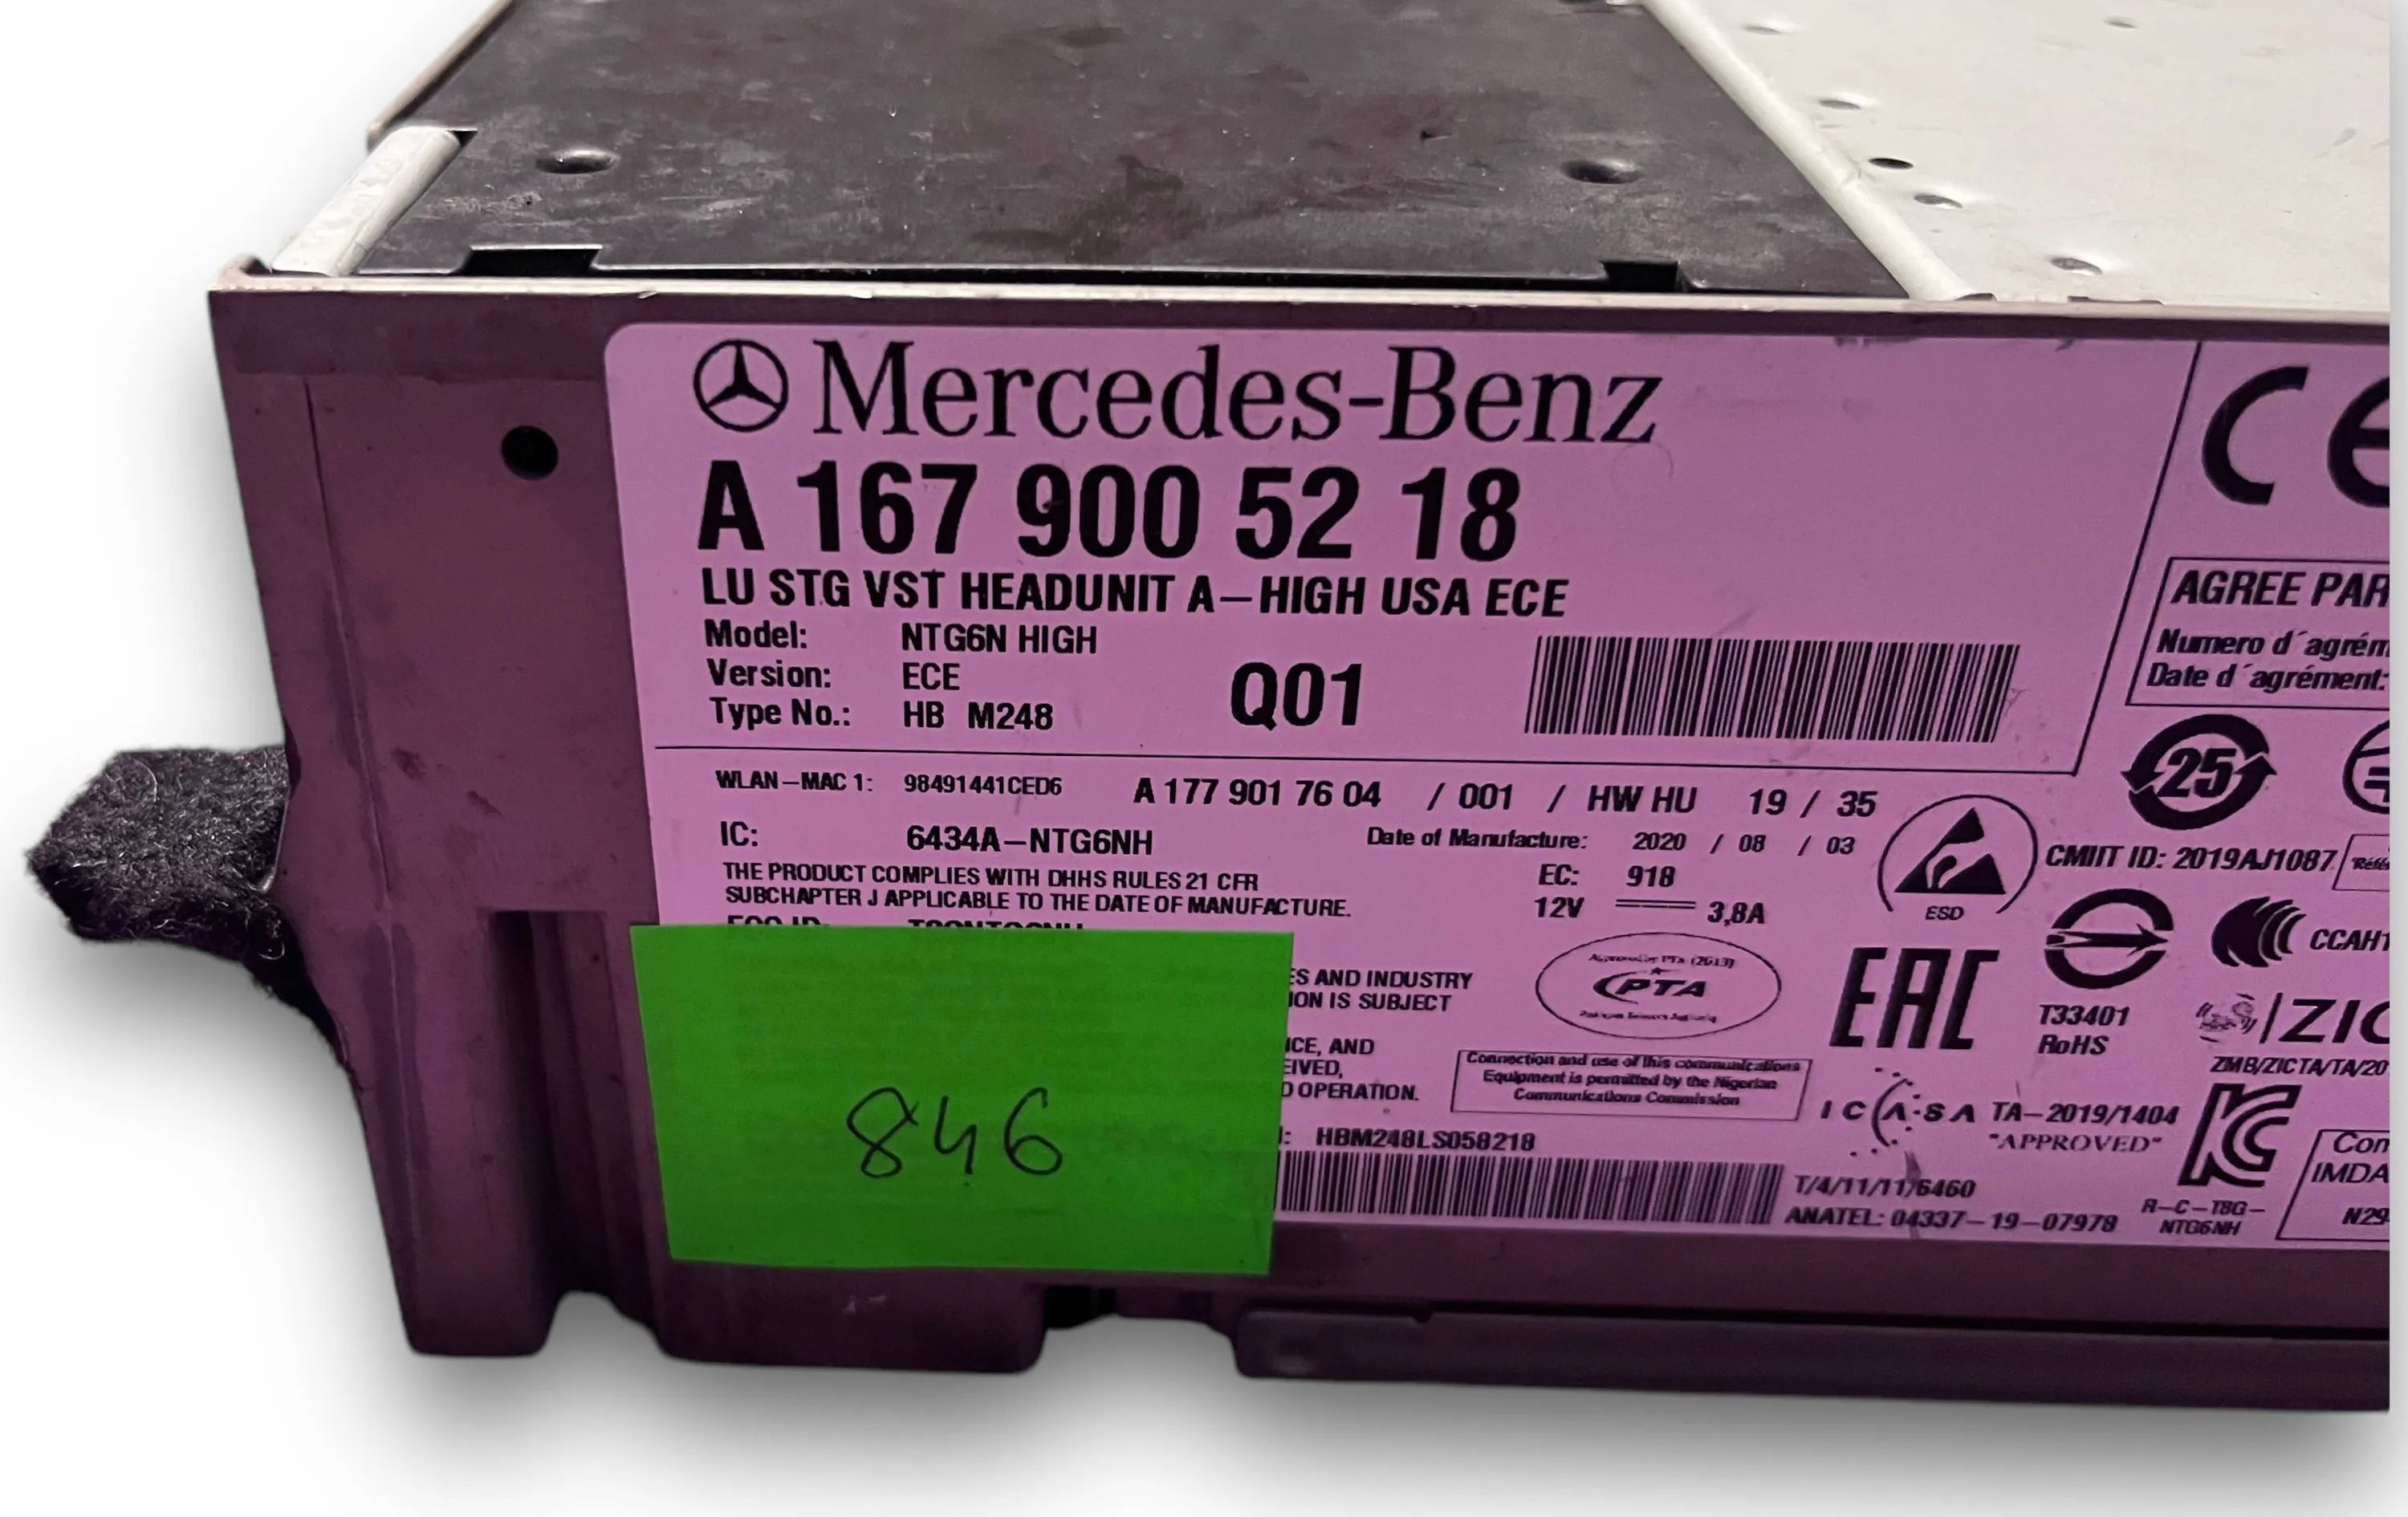 Mercedes-Benz
A 167 900 52 18
LU STG VST HEADUNIT A-HIGH USA ECE
Model: NTG6N HIGH
Version: ECE
Type No.: HB M248
Q01
WLAN-MAC 1: 98491441CED6 A 177 901 76 04 / 001 / HW HU 19 / 35
IC: 6434A-NTG6NH
Date of Manufacture: 2020 / 08 / 03
THE PRODUCT COMPLIES WITH DHHS RULES 21 CFR
SUBCHAPTER J APPLICABLE TO THE DATE OF MANUFACTURE.
EC: 918
12V 3,8A
846
AND INDUSTRY
IS SUBJECT
AND
OPERATION.
HBM248LS058218
PTA
Connection and use of this communications
Equipment is permitted by the Nigerian
Communications Commission
ESD
EAC
ICASA TA-2019/1404
"APPROVED"
T/4/11/11/6460
ANATEL: 04337-19-07978
CE
AGREE PAR
Numero d´agrém
Date d´agrément:
25
CMIIT ID: 2019AJ1087
T33401
RoHS
CCAH1
ZIC
ZMB/ZICTA/TA/20
R-C-T8G-
NTG6NH
Con
IMDA
N29